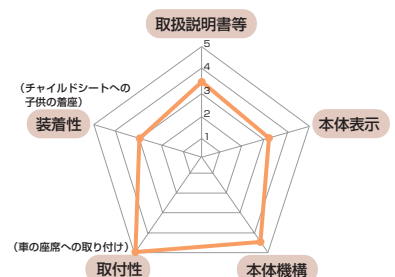 取扱説明書等
5
4
3
2
1
(チャイルドシートへの
子供の着座)
装着性
本体表示
(車の座席への取り付け)
取付性
本体機構